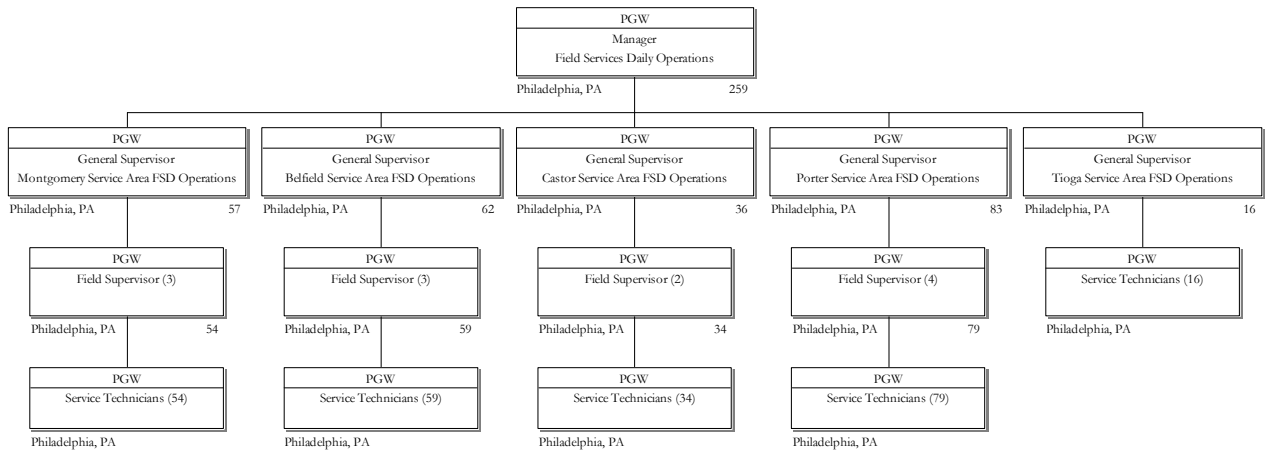 PGW
Manager
Field Services Daily Operations
Philadelphia, PA 259
PGW
General Supervisor
Montgomery Service Area FSD Operations
Philadelphia, PA 57
PGW
General Supervisor
Belfield Service Area FSD Operations
Philadelphia, PA 62
PGW
General Supervisor
Castor Service Area FSD Operations
Philadelphia, PA 36
PGW
General Supervisor
Porter Service Area FSD Operations
Philadelphia, PA 83
PGW
General Supervisor
Tioga Service Area FSD Operations
Philadelphia, PA 16
PGW
Field Supervisor (3)
Philadelphia, PA 54
PGW
Field Supervisor (3)
Philadelphia, PA 59
PGW
Field Supervisor (2)
Philadelphia, PA 34
PGW
Field Supervisor (4)
Philadelphia, PA 79
PGW
Service Technicians (16)
Philadelphia, PA
PGW
Service Technicians (54)
Philadelphia, PA
PGW
Service Technicians (59)
Philadelphia, PA
PGW
Service Technicians (34)
Philadelphia, PA
PGW
Service Technicians (79)
Philadelphia, PA